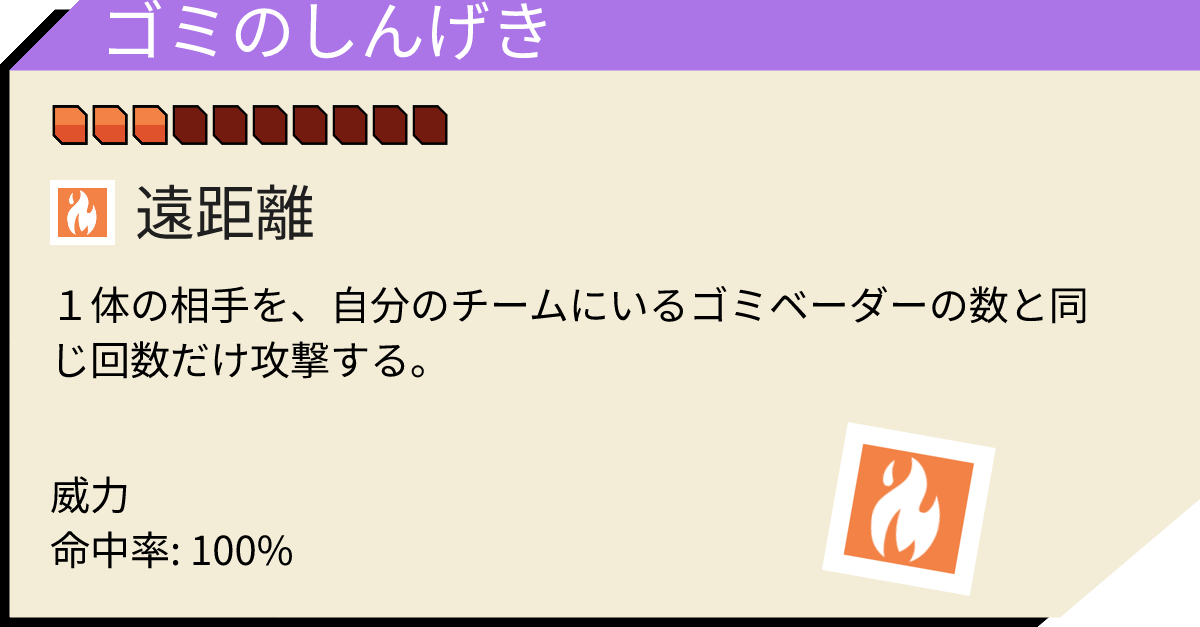 ゴミのしんげき
遠距離
１体の相手を、自分のチームにいるゴミベーダーの数と同
じ回数だけ攻撃する。
威力
命中率: 100%